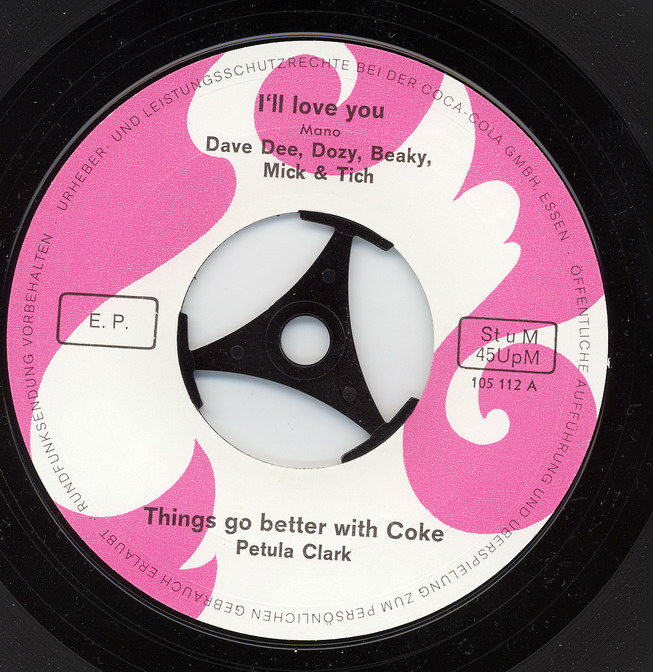 URHEBER- UND LEISTUNGSSCHUTZRECHTE BEI DER COCA-COLA GMBH, ESSEN - ÖFFENTLICHE AUFFÜHRUNG UND ÜBERSPIELUNG ZUM PERSÖNLICHEN GEBRAUCH ERLAUBT - RUNDFUNKSENDUNG VORBEHALTEN -
I'll love you
Mano
Dave Dee, Dozy, Beaky,
Mick & Tich
E. P.
St u M
45UpM
105 112 A
Things go better with Coke
Petula Clark